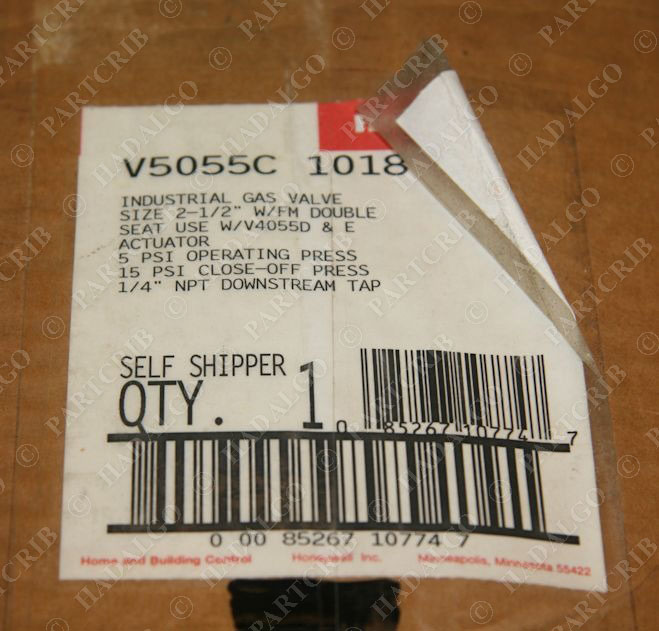 V5055C 1018
INDUSTRIAL GAS VALVE
SIZE 2-1/2" W/FM DOUBLE
SEAT USE W/V4055D & E
ACTUATOR
5 PSI OPERATING PRESS
15 PSI CLOSE-OFF PRESS
1/4" NPT DOWNSTREAM TAP
SELF SHIPPER
QTY. 1
0 85267 10774 7
0 00 85267 10774 7
Home and Building Control Honeywell Inc. Minneapolis, Minnesota 55422
© HADALGO
© PARTCRIB